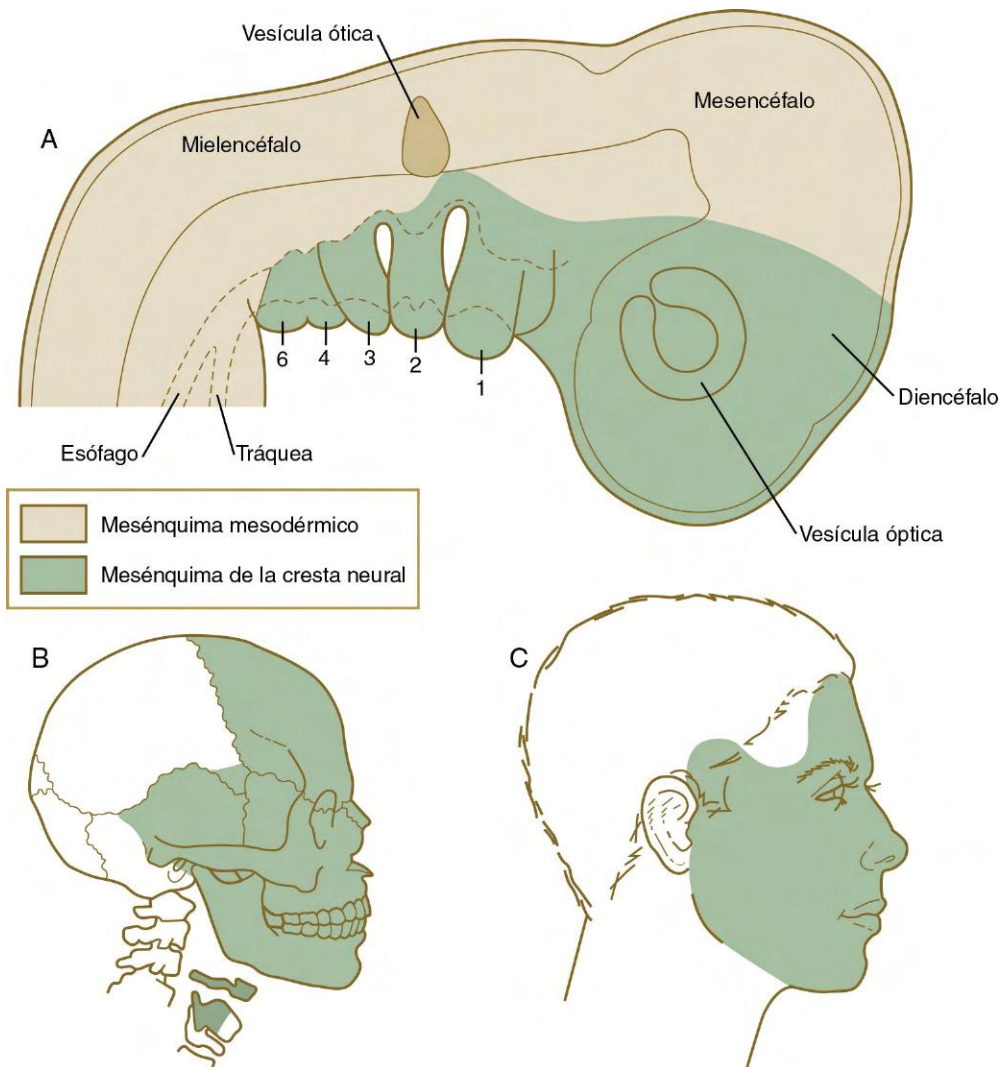 Vesícula ótica
Mesencéfalo
A
Mielencéfalo
6
4
3
2
1
Diencéfalo
Esófago
Tráquea
Vesícula óptica
Mesénquima mesodérmico
Mesénquima de la cresta neural
B
C